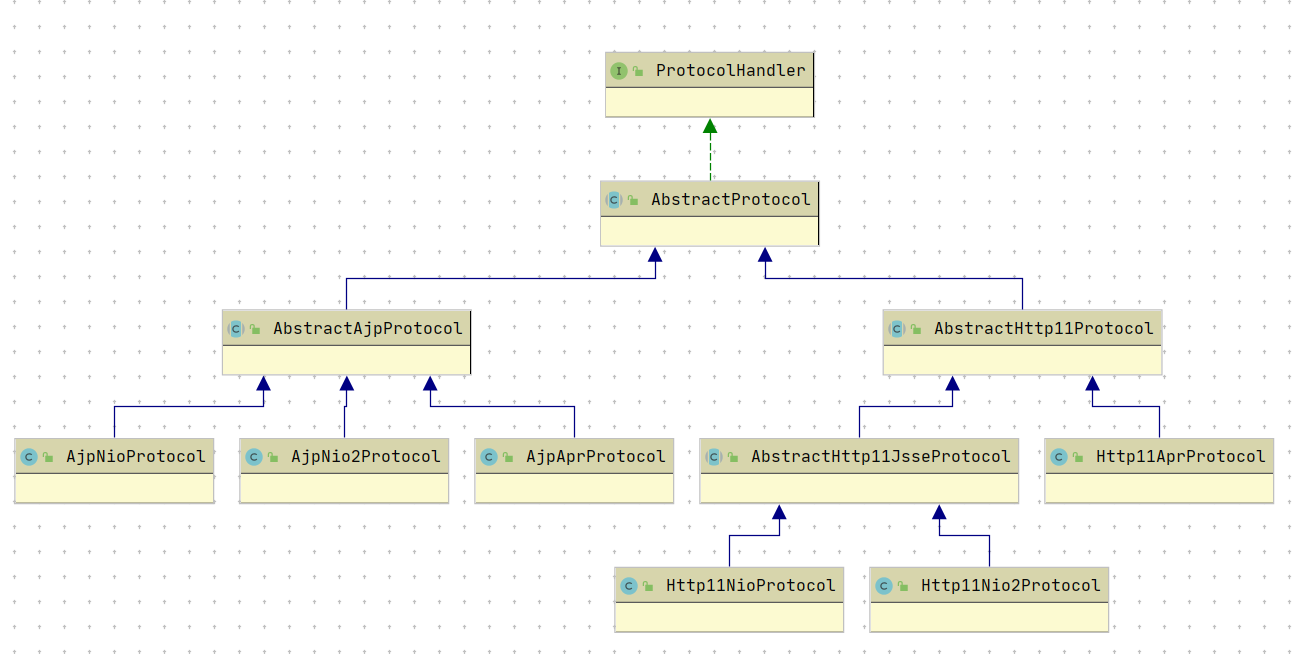 ProtocolHandler
AbstractProtocol
AbstractAjpProtocol
AbstractHttp11Protocol
AjpNioProtocol
AjpNio2Protocol
AjpAprProtocol
AbstractHttp11JsseProtocol
Http11AprProtocol
Http11NioProtocol
Http11Nio2Protocol